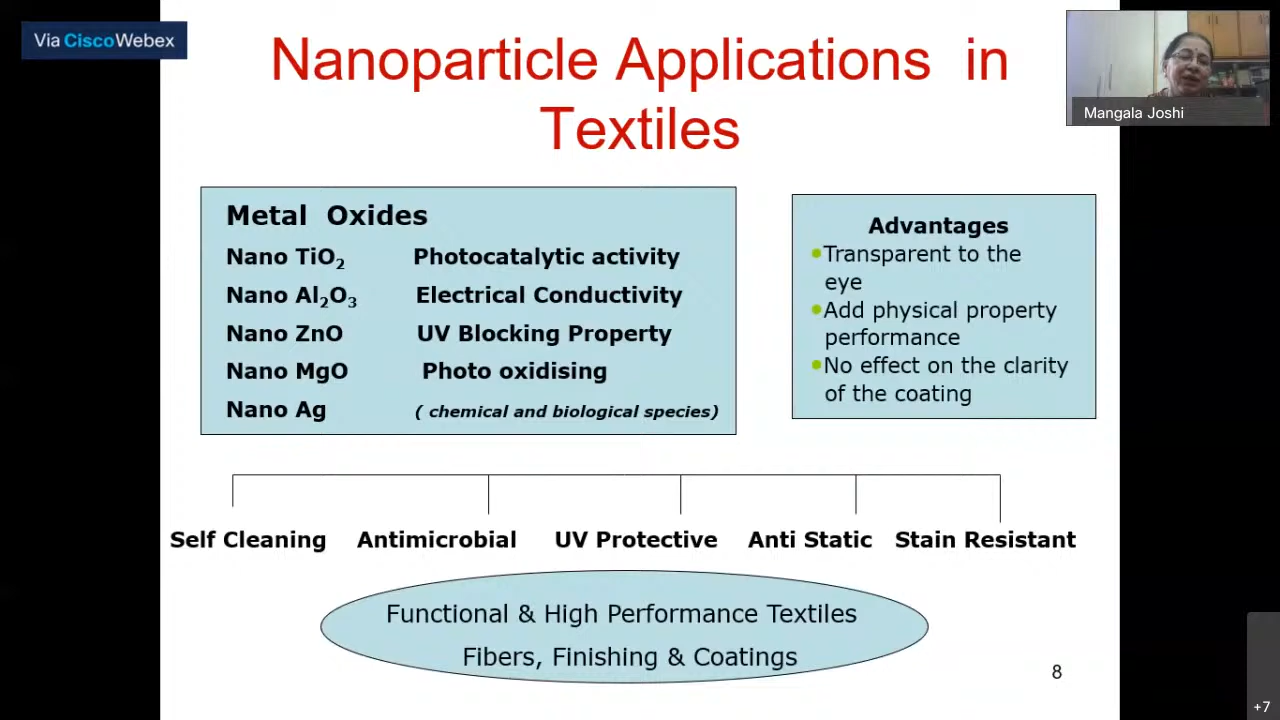 Via CiscoWebex
Nanoparticle Applications in
Textiles
Mangala Joshi
Metal Oxides
Nano TiO₂ Photocatalytic activity
Nano Al₂O₃ Electrical Conductivity
Nano ZnO UV Blocking Property
Nano MgO Photo oxidising
Nano Ag ( chemical and biological species)
Advantages
•Transparent to the
eye
•Add physical property
performance
•No effect on the clarity
of the coating
Self Cleaning Antimicrobial UV Protective Anti Static Stain Resistant
Functional & High Performance Textiles
Fibers, Finishing & Coatings
8
+7